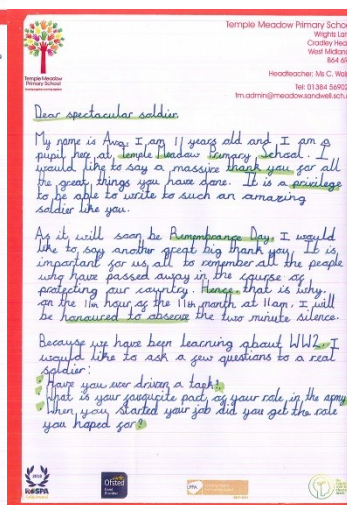 Temple Meadow Primary School
Wrights Lane
Cradley Heath
West Midlands
B64 6R
Headteacher: Ms C. Walsh
Tel: 01384 56902
tm.admin@meadow.sandwell.sch.u
Temple Meadow
Primary School
Dear spectacular soldier,
My name is Ava, I am 11 years old and I am a
pupil here at Temple Meadow Primary School. I
would like to say a massive thank you for all
the great things you have done. It is a privilege
to be able to write to such an amazing
soldier like you.
As it will soon be Remembrance Day, I would
like to say another great big thank you. It is
important for us all to remember all the people
who have passed away in the course of
protecting our country. Hence, that is why,
on the 11th hour of the 11th month at 11am, I will
be honoured to observe the two minute silence.
Because we have been learning about WW2, I
would like to ask a few questions to a real
soldier:
Have you ever driven a tank?
What is your favourite part of your role in the army?
When you started your job did you get the role
you hoped for?
RoSPA
Ofsted